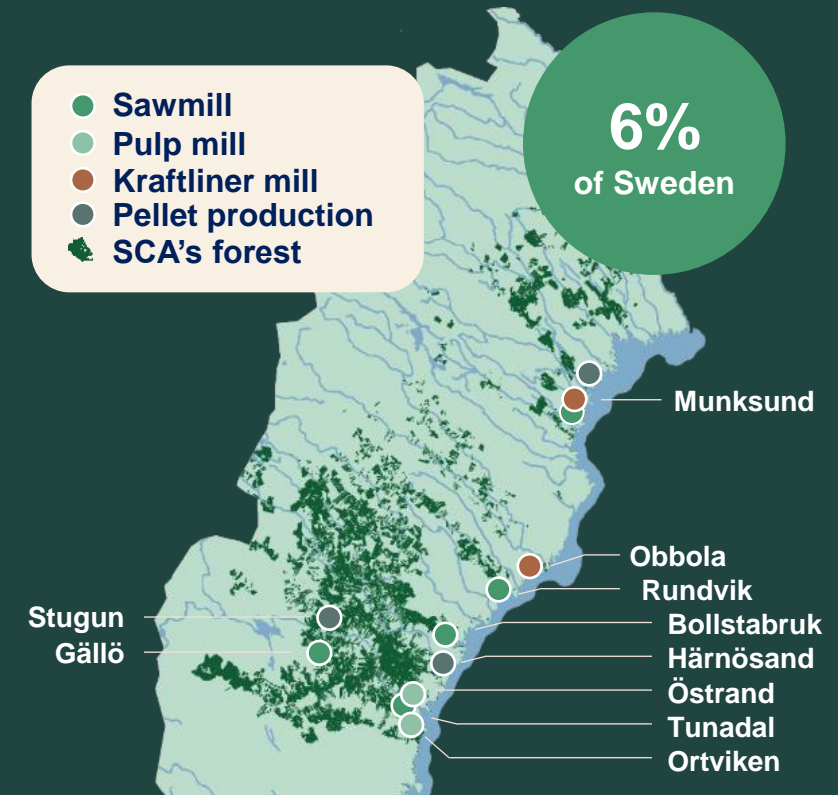 Sawmill
Pulp mill
Kraftliner mill
Pellet production
SCA's forest
6%
of Sweden
Munksund
Obbola
Rundvik
Bollstabruk
Härnösand
Östrand
Tunadal
Ortviken
Stugun
Gällö